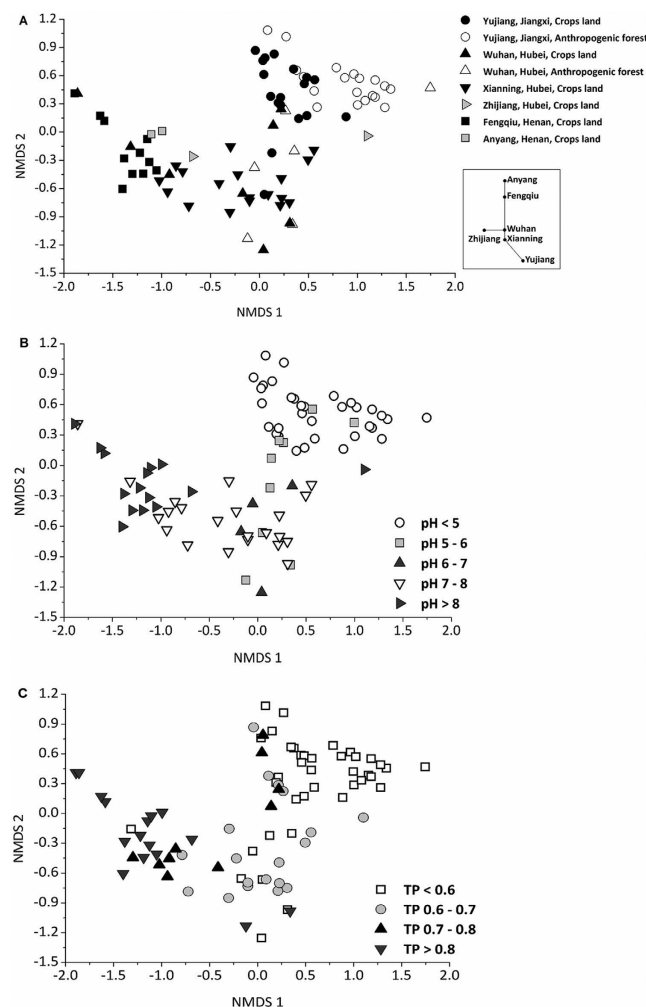 A
NMDS 2
1.2
0.9
0.6
0.3
0.0
-0.3
-0.6
-0.9
-1.2
-1.5
-2.0 -1.5 -1.0 -0.5 0.0 0.5 1.0 1.5 2.0
NMDS 1
Yujiang, Jiangxi, Crops land
Yujiang, Jiangxi, Anthropogenic forest
Wuhan, Hubei, Crops land
Wuhan, Hubei, Anthropogenic forest
Xianning, Hubei, Crops land
Zhijiang, Hubei, Crops land
Fengqiu, Henan, Crops land
Anyang, Henan, Crops land
Anyang
Fengqiu
Wuhan
Zhijiang Xianning
Yujiang
B
NMDS 2
1.2
0.9
0.6
0.3
0.0
-0.3
-0.6
-0.9
-1.2
-1.5
-2.0 -1.5 -1.0 -0.5 0.0 0.5 1.0 1.5 2.0
NMDS 1
pH < 5
pH 5 - 6
pH 6 - 7
pH 7 - 8
pH > 8
C
NMDS 2
1.2
0.9
0.6
0.3
0.0
-0.3
-0.6
-0.9
-1.2
-1.5
-2.0 -1.5 -1.0 -0.5 0.0 0.5 1.0 1.5 2.0
NMDS 1
TP < 0.6
TP 0.6 - 0.7
TP 0.7 - 0.8
TP > 0.8